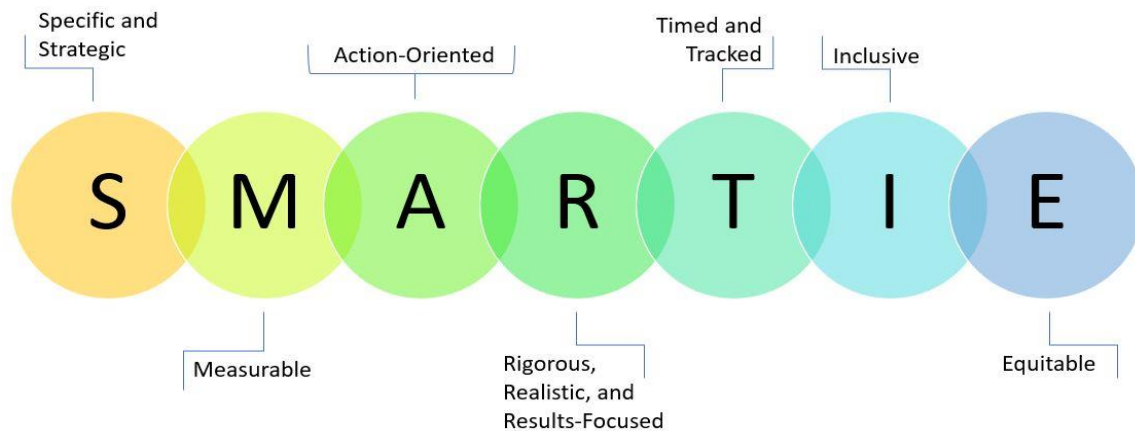 Specific and
Strategic
Action-Oriented
Timed and
Tracked
Inclusive
S M A R T I E
Measurable
Rigorous,
Realistic, and
Results-Focused
Equitable